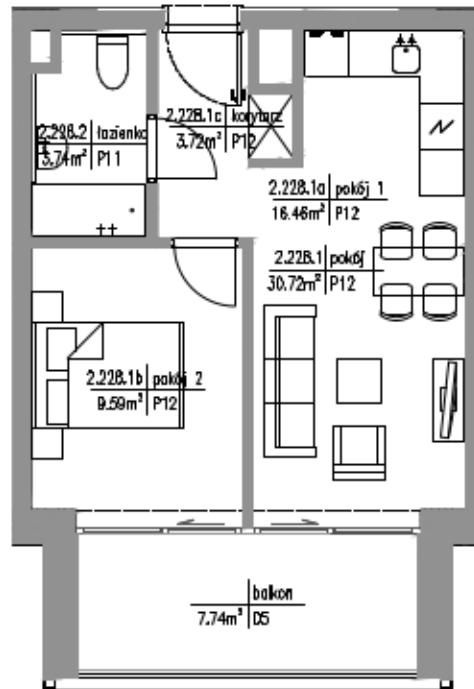 2.228.1c korytarz
3.72m² P12
2.228.2 łazienka
3.74m² P11
2.228.1a pokój 1
16.46m² P12
2.228.1 pokój
30.72m² P12
2.228.1b pokój 2
9.59m² P12
balkon
7.74m² D5